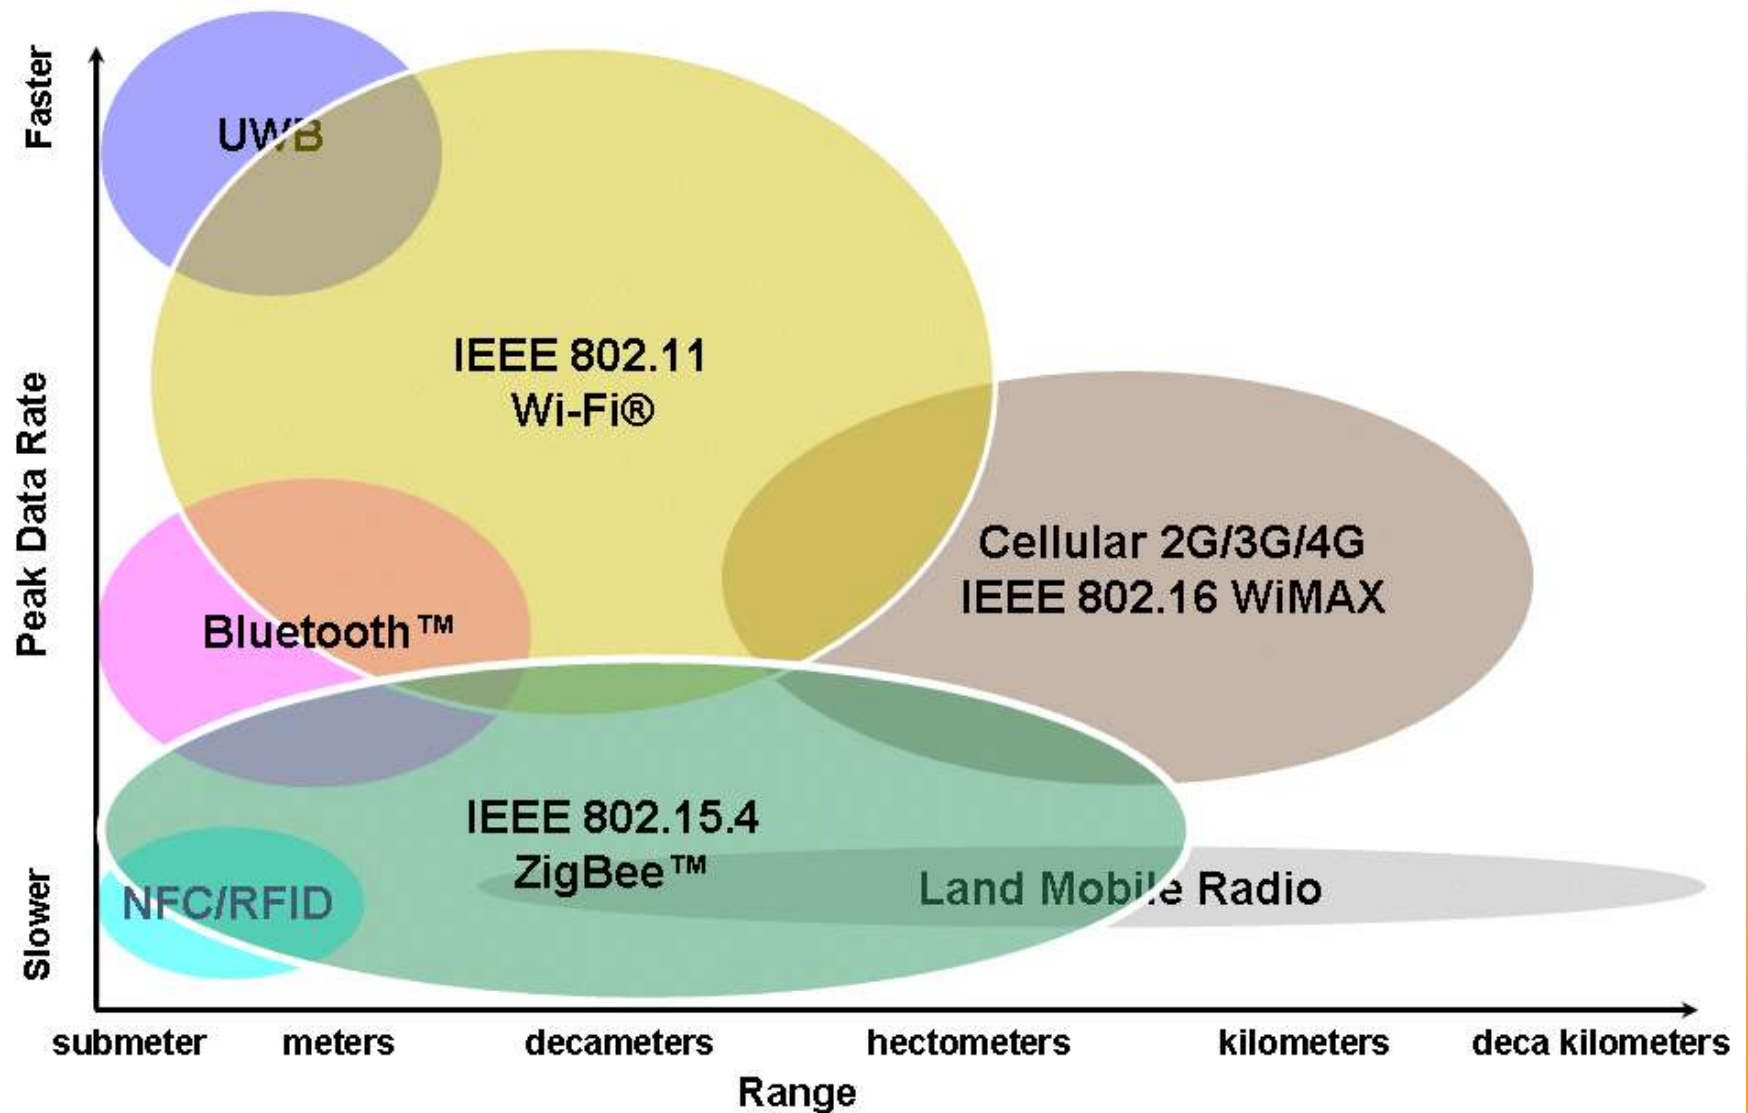 Faster
UWB
IEEE 802.11
Wi-Fi®
Peak Data Rate
Cellular 2G/3G/4G
IEEE 802.16 WiMAX
Bluetooth™
IEEE 802.15.4
ZigBee™
Slower
NFC/RFID
Land Mobile Radio
submeter meters decameters hectometers kilometers deca kilometers
Range